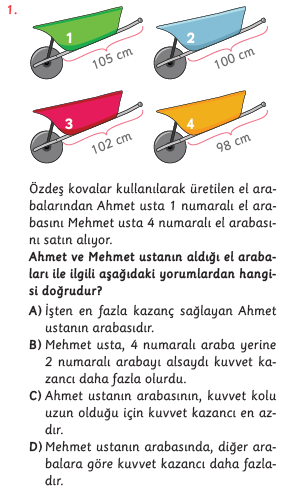 1.
1
105 cm
2
100 cm
3
102 cm
4
98 cm
Özdeş kovalar kullanılarak üretilen el ara-
balarından Ahmet usta 1 numaralı el ara-
basını Mehmet usta 4 numaralı el arabası-
nı satın alıyor.
Ahmet ve Mehmet ustanın aldığı el araba-
ları ile ilgili aşağıdaki yorumlardan hangi-
si doğrudur?
A) İşten en fazla kazanç sağlayan Ahmet
ustanın arabasıdır.
B) Mehmet usta, 4 numaralı araba yerine
2 numaralı arabayı alsaydı kuvvet ka-
zancı daha fazla olurdu.
C) Ahmet ustanın arabasının, kuvvet kolu
uzun olduğu için kuvvet kazancı en az-
dır.
D) Mehmet ustanın arabasında, diğer ara-
balara göre kuvvet kazancı daha fazla-
dır.